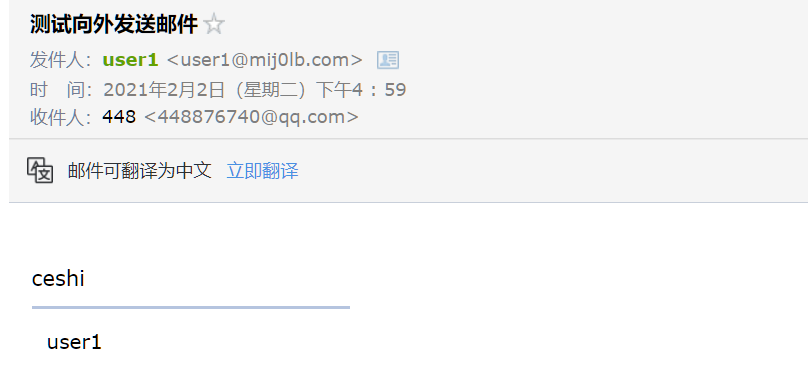 测试向外发送邮件
发件人：user1 <user1@mij0lb.com>
时 间：2021年2月2日（星期二）下午4：59
收件人：448 <448876740@qq.com>
邮件可翻译为中文 立即翻译
ceshi
user1